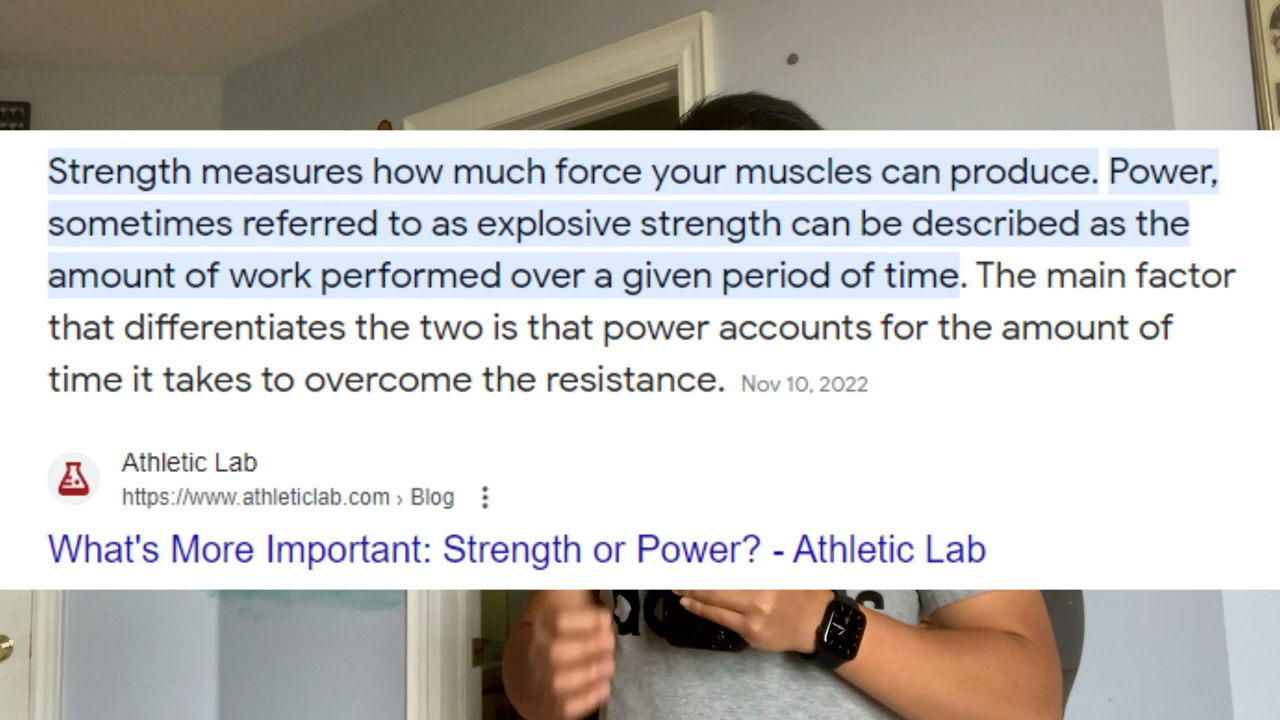 Strength measures how much force your muscles can produce. Power,
sometimes referred to as explosive strength can be described as the
amount of work performed over a given period of time. The main factor
that differentiates the two is that power accounts for the amount of
time it takes to overcome the resistance. Nov 10, 2022
Athletic Lab
https://www.athleticlab.com › Blog
What's More Important: Strength or Power? - Athletic Lab